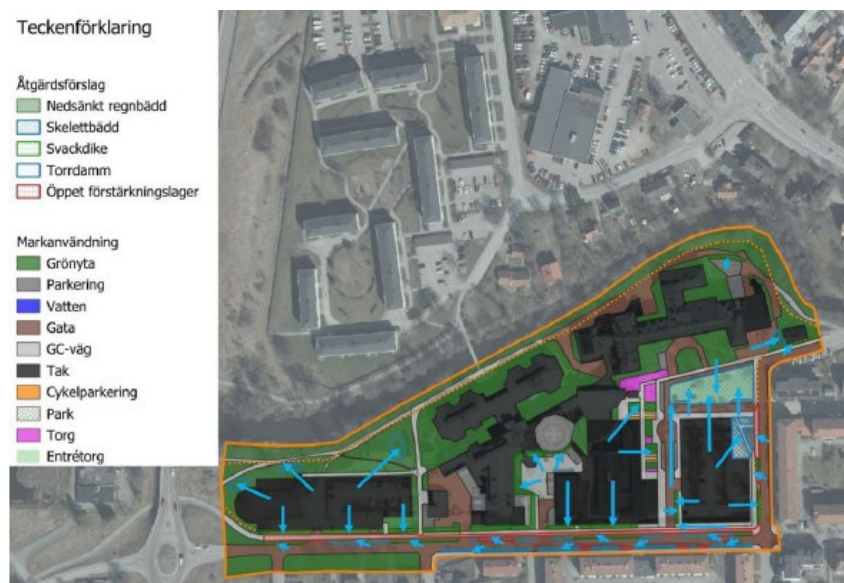 Teckenförklaring
Åtgärdsförslag
Nedsänkt regnbädd
Skelettbädd
Svackdike
Torrdamm
Öppet förstärkningslager
Markanvändning
Grönyta
Parkering
Vatten
Gata
GC-väg
Tak
Cykelparkering
Park
Torg
Entrétorg